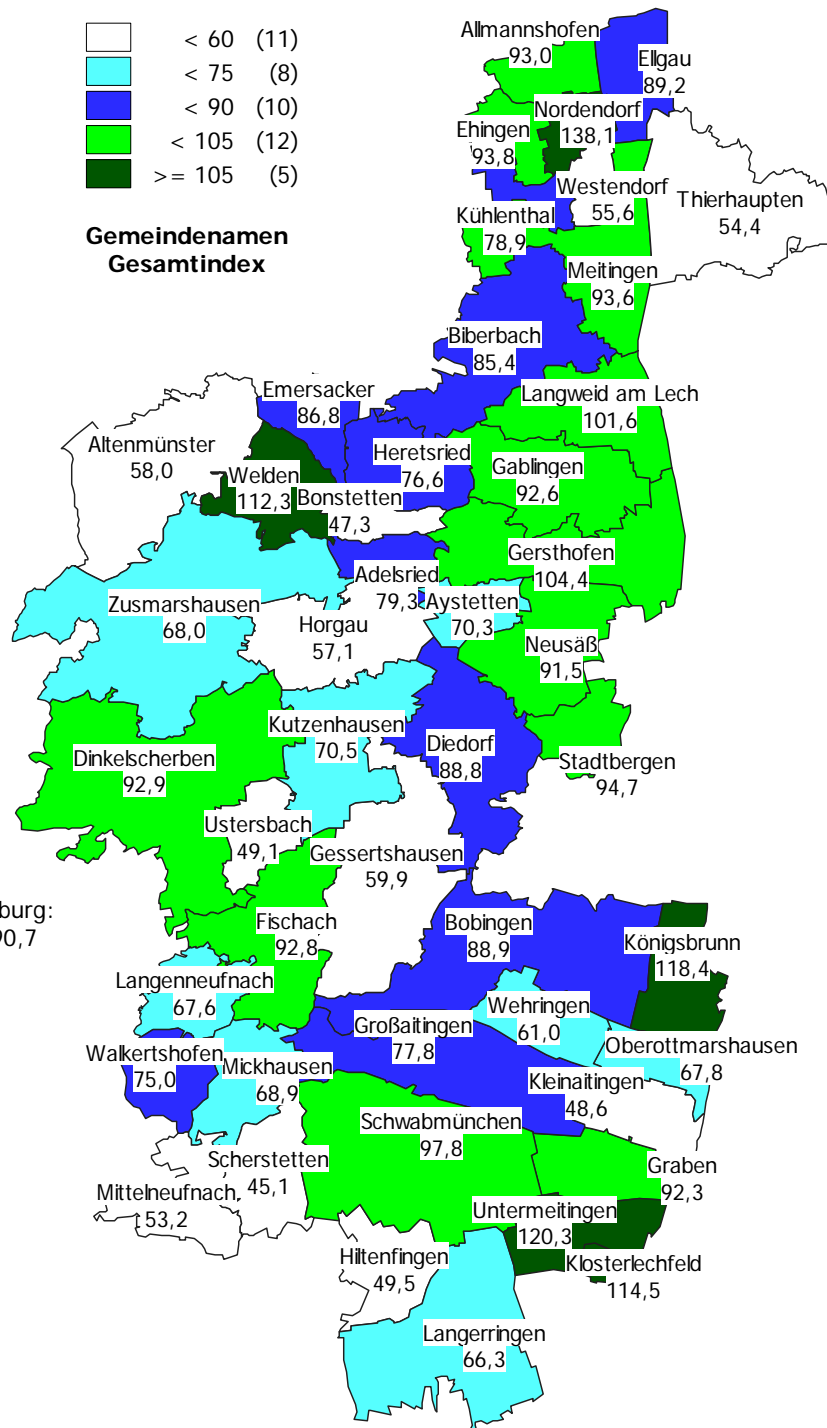 < 60 (11)
< 75 (8)
< 90 (10)
< 105 (12)
>= 105 (5)
Gemeindenamen
Gesamtindex
Allmannshofen
93,0
Ellgau
89,2
Nordendorf
138,1
Ehingen
93,8
Westendorf
55,6
Thierhaupten
54,4
Kühlenthal
78,9
Meitingen
93,6
Biberbach
85,4
Emersacker
86,8
Langweid am Lech
101,6
Altenmünster
58,0
Heretsried
76,6
Gablingen
92,6
Welden
112,3
Bonstetten
47,3
Gersthofen
104,4
Adelsried
79,3
Aystetten
70,3
Zusmarshausen
68,0
Horgau
57,1
Neusäß
91,5
Kutzenhausen
70,5
Diedorf
88,8
Dinkelscherben
92,9
Stadtbergen
94,7
Ustersbach
49,1
Gessertshausen
59,9
burg:
90,7
Fischach
92,8
Bobingen
88,9
Königsbrunn
118,4
Langenneufnach
67,6
Wehringen
61,0
Großaitingen
77,8
Oberottmarshausen
67,8
Walkertshofen
75,0
Mickhausen
68,9
Kleinaitingen
48,6
Schwabmünchen
97,8
Scherstetten
45,1
Graben
92,3
Mittelneufnach
53,2
Untermeitingen
120,3
Hiltenfingen
49,5
Klosterlechfeld
114,5
Langerringen
66,3